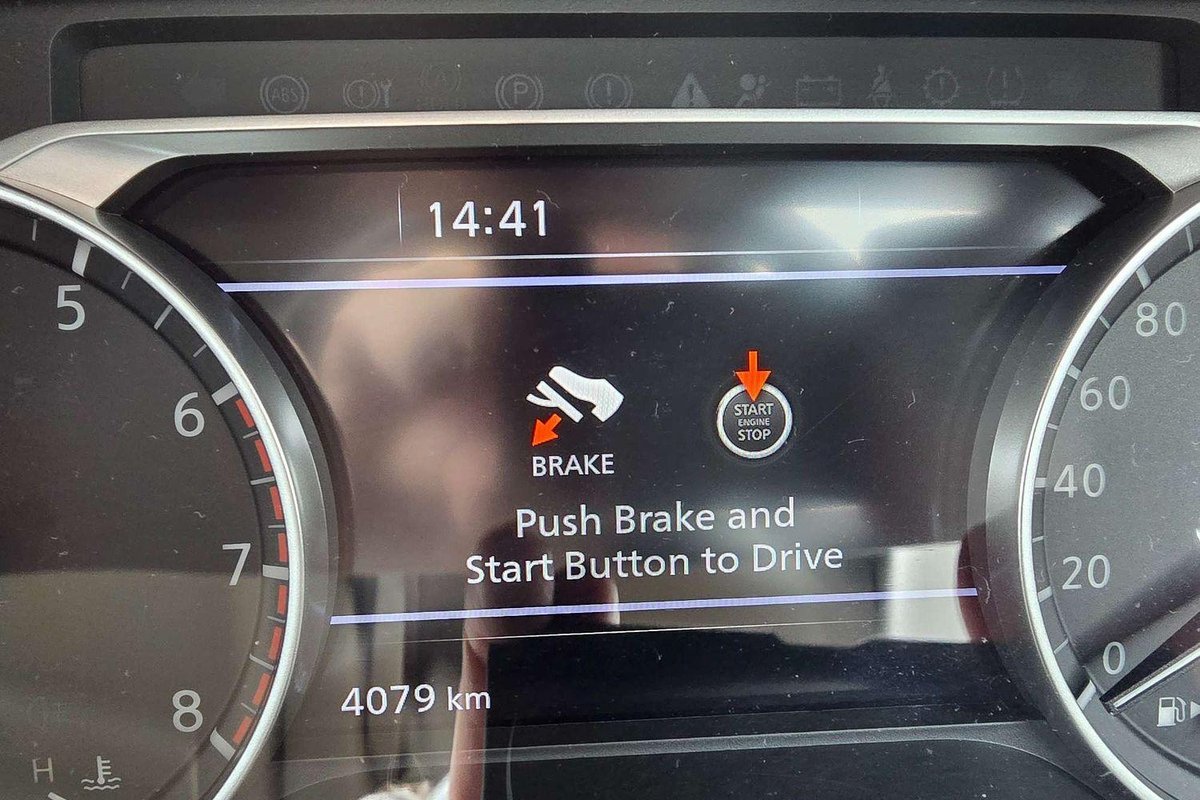 ABS
P
14:41
5
6
7
8
H
80
60
40
20
0
START
ENGINE
STOP
BRAKE
Push Brake and
Start Button to Drive
4079 km